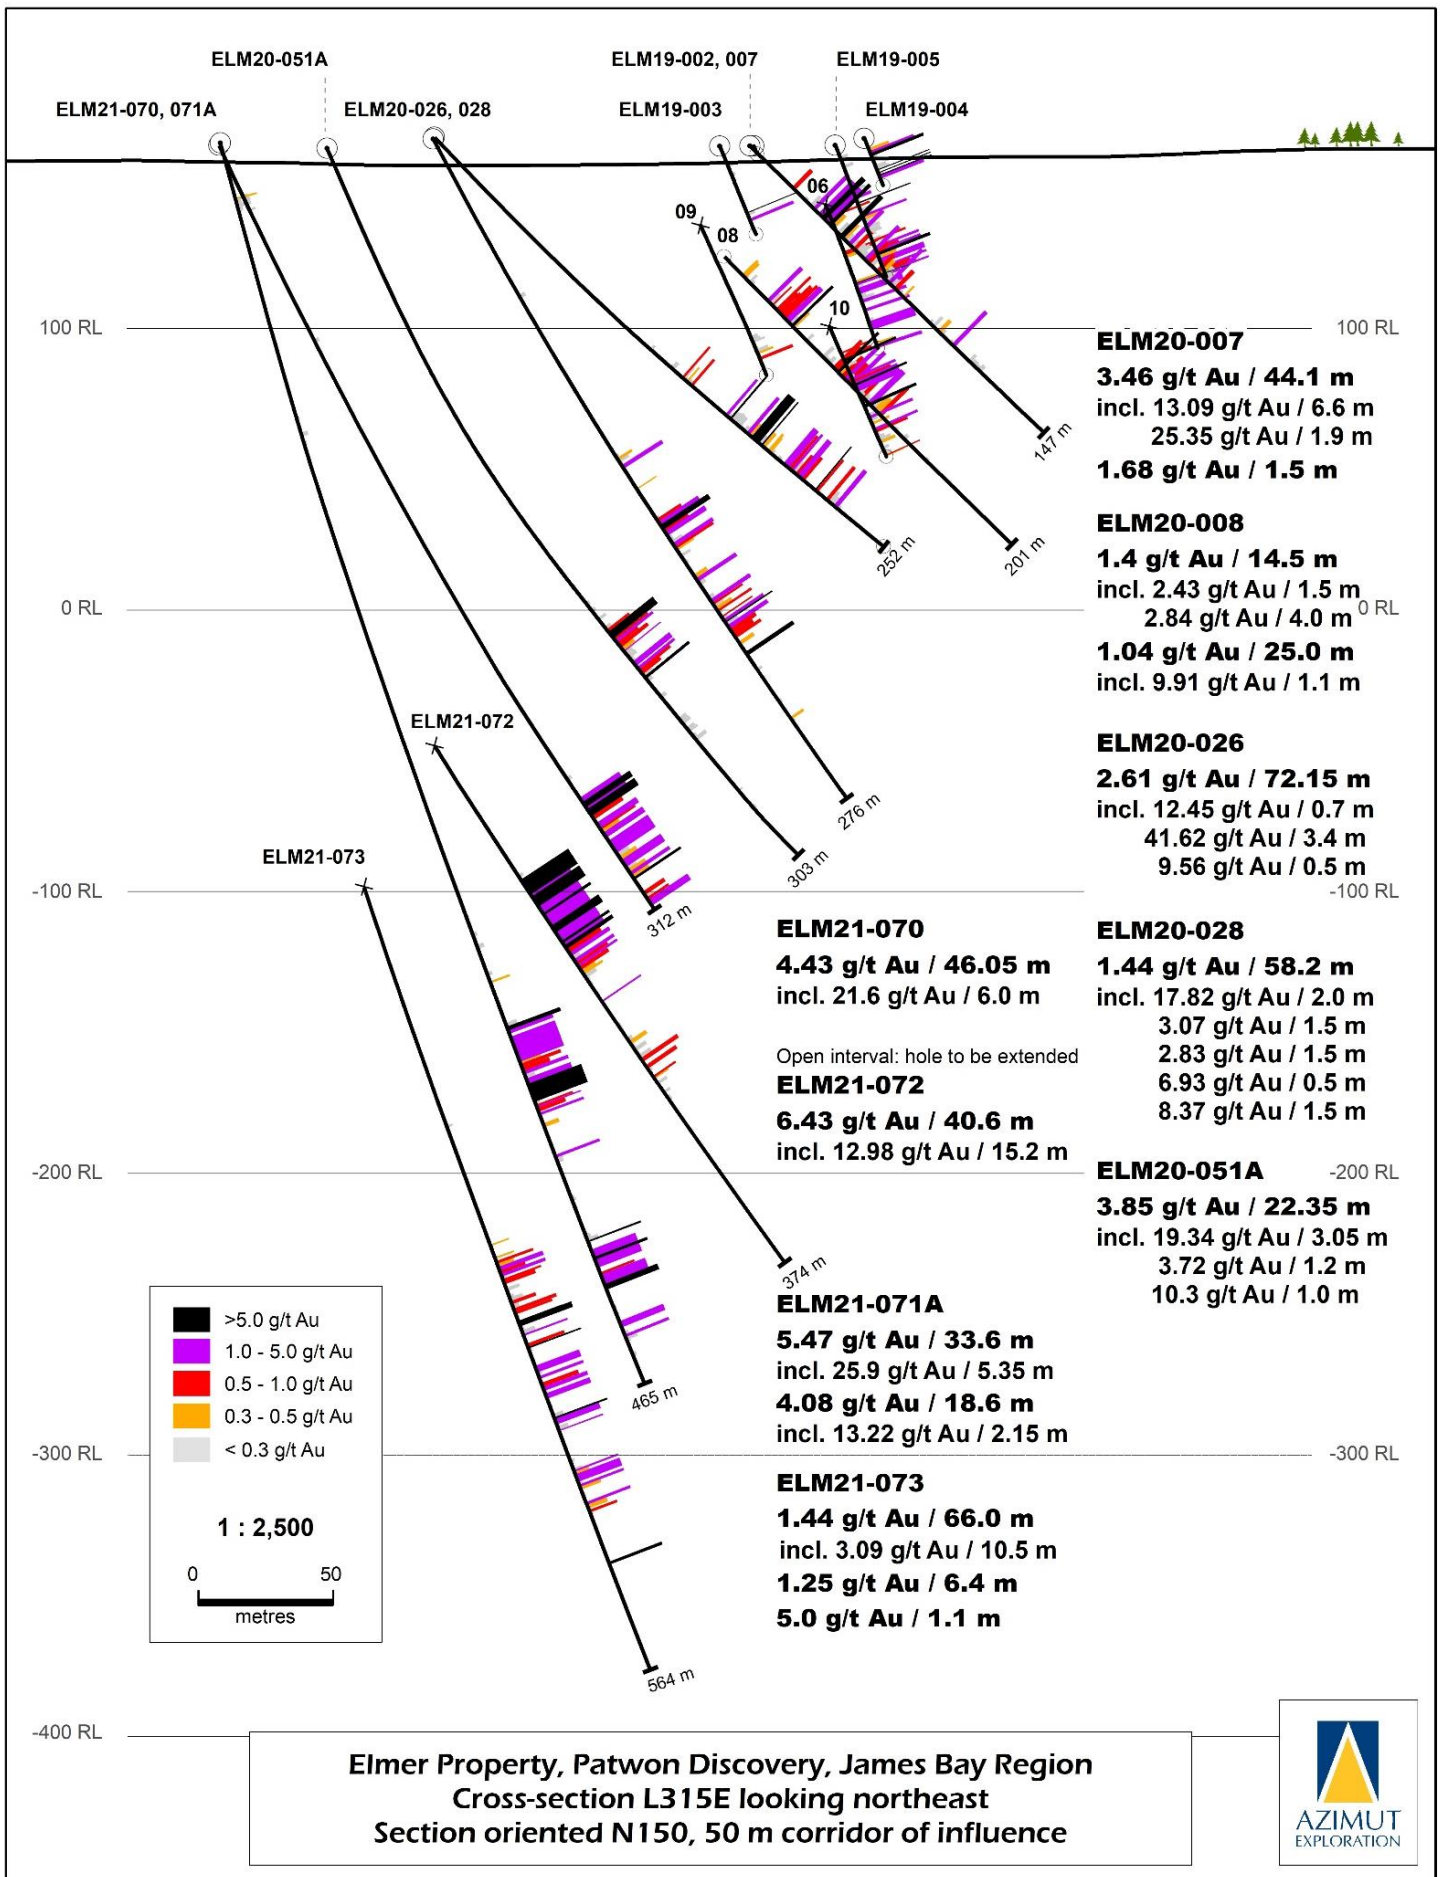 ELM20-051A
ELM19-002, 007
ELM19-005
ELM21-070, 071A
ELM20-026, 028
ELM19-003
ELM19-004
06
09
08
10
100 RL
100 RL
147 m
201 m
252 m
0 RL
0 RL
ELM21-072
276 m
303 m
ELM21-073
-100 RL
-100 RL
312 m
-200 RL
-200 RL
374 m
465 m
-300 RL
-300 RL
564 m
-400 RL
ELM20-007
3.46 g/t Au / 44.1 m
incl. 13.09 g/t Au / 6.6 m
25.35 g/t Au / 1.9 m
1.68 g/t Au / 1.5 m
ELM20-008
1.4 g/t Au / 14.5 m
incl. 2.43 g/t Au / 1.5 m
2.84 g/t Au / 4.0 m
1.04 g/t Au / 25.0 m
incl. 9.91 g/t Au / 1.1 m
ELM20-026
2.61 g/t Au / 72.15 m
incl. 12.45 g/t Au / 0.7 m
41.62 g/t Au / 3.4 m
9.56 g/t Au / 0.5 m
ELM20-028
1.44 g/t Au / 58.2 m
incl. 17.82 g/t Au / 2.0 m
3.07 g/t Au / 1.5 m
2.83 g/t Au / 1.5 m
6.93 g/t Au / 0.5 m
8.37 g/t Au / 1.5 m
ELM20-051A
3.85 g/t Au / 22.35 m
incl. 19.34 g/t Au / 3.05 m
3.72 g/t Au / 1.2 m
10.3 g/t Au / 1.0 m
ELM21-070
4.43 g/t Au / 46.05 m
incl. 21.6 g/t Au / 6.0 m
Open interval: hole to be extended
ELM21-072
6.43 g/t Au / 40.6 m
incl. 12.98 g/t Au / 15.2 m
ELM21-071A
5.47 g/t Au / 33.6 m
incl. 25.9 g/t Au / 5.35 m
4.08 g/t Au / 18.6 m
incl. 13.22 g/t Au / 2.15 m
ELM21-073
1.44 g/t Au / 66.0 m
incl. 3.09 g/t Au / 10.5 m
1.25 g/t Au / 6.4 m
5.0 g/t Au / 1.1 m
>5.0 g/t Au
1.0 - 5.0 g/t Au
0.5 - 1.0 g/t Au
0.3 - 0.5 g/t Au
< 0.3 g/t Au
1 : 2,500
0 50
metres
Elmer Property, Patwon Discovery, James Bay Region
Cross-section L315E looking northeast
Section oriented N150, 50 m corridor of influence
AZIMUT
EXPLORATION